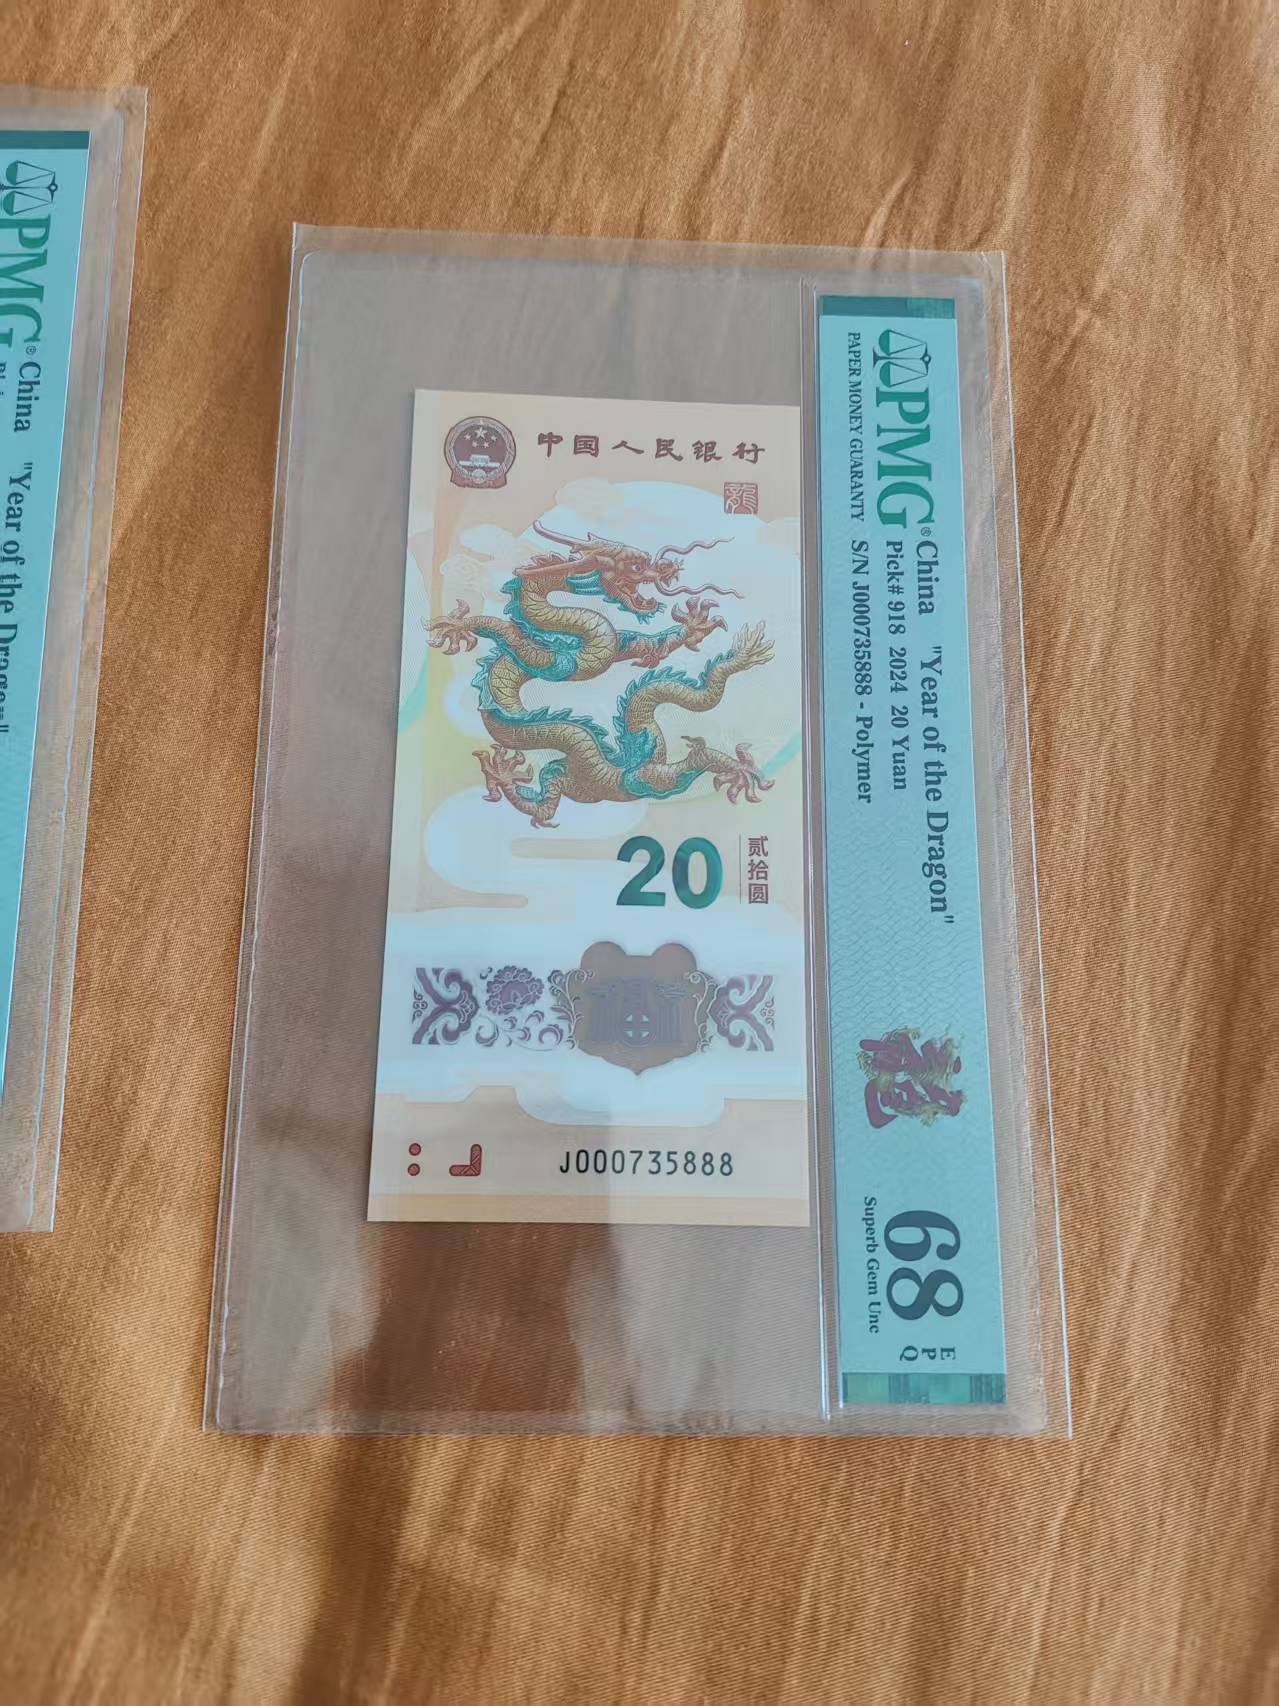 PMG®
China
"Year of the Dragon"
中国人民银行
龍
20
贰拾圆
J000735888
PMG®
PAPER MONEY GUARANTY
China "Year of the Dragon"
Pick# 918 2024 20 Yuan
S/N J000735888 - Polymer
68
EPQ
Superb Gem Unc